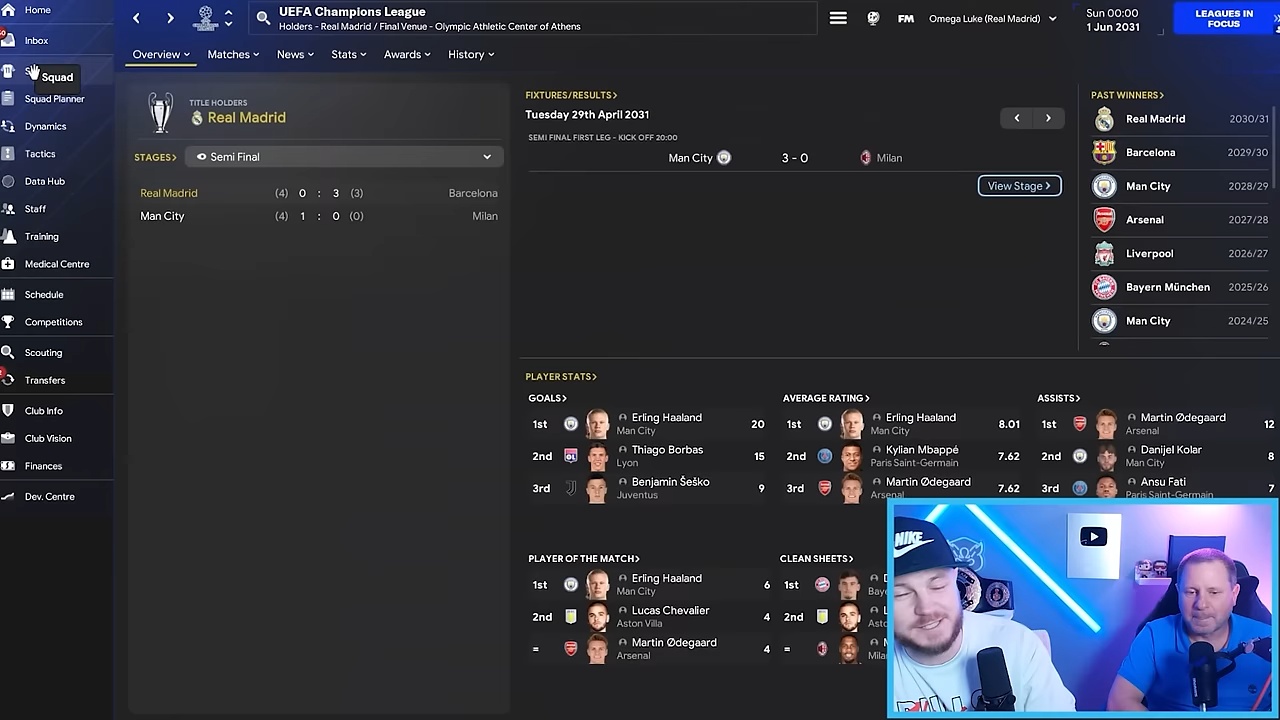 Home
UEFA Champions League
Holders - Real Madrid / Final Venue - Olympic Athletic Center of Athens
FM
Omega Luke (Real Madrid)
Sun 00:00
1 Jun 2031
LEAGUES IN
FOCUS
Inbox
Overview
Matches
News
Stats
Awards
History
Squad
Squad Planner
Dynamics
Tactics
Data Hub
Staff
Training
Medical Centre
Schedule
Competitions
Scouting
Transfers
Club Info
Club Vision
Finances
Dev. Centre
TITLE HOLDERS
Real Madrid
STAGES>
Semi Final
Real Madrid (4) 0 : 3 (3) Barcelona
Man City (4) 1 : 0 (0) Milan
FIXTURES/RESULTS>
Tuesday 29th April 2031
SEMI FINAL FIRST LEG - KICK OFF 20:00
Man City 3 - 0 Milan
View Stage >
PAST WINNERS>
Real Madrid 2030/31
Barcelona 2029/30
Man City 2028/29
Arsenal 2027/28
Liverpool 2026/27
Bayern München 2025/26
Man City 2024/25
PLAYER STATS>
GOALS>
1st Erling Haaland 20
Man City
2nd Thiago Borbas 15
Lyon
3rd Benjamin Šeško 9
Juventus
AVERAGE RATING>
1st Erling Haaland 8.01
Man City
2nd Kylian Mbappé 7.62
Paris Saint-Germain
3rd Martin Ødegaard 7.62
Arsenal
ASSISTS>
1st Martin Ødegaard 12
Arsenal
2nd Danijel Kolar 8
Man City
3rd Ansu Fati 7
Paris Saint-Germain
PLAYER OF THE MATCH>
1st Erling Haaland 6
Man City
2nd Lucas Chevalier 4
Aston Villa
= Martin Ødegaard 4
Arsenal
CLEAN SHEETS>
1st
2nd
=
NIKE